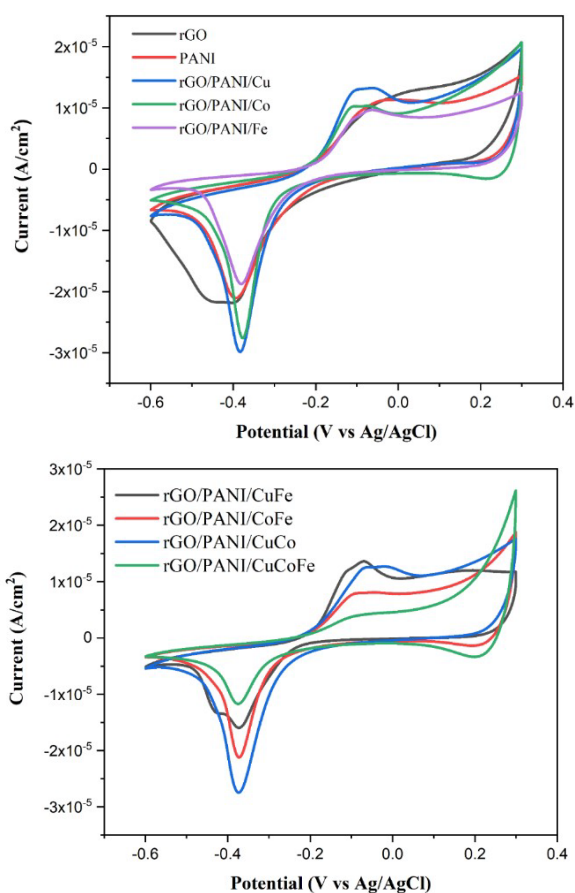 2x10⁻⁵
1x10⁻⁵
0
-1x10⁻⁵
-2x10⁻⁵
-3x10⁻⁵
Current (A/cm²)
rGO
PANI
rGO/PANI/Cu
rGO/PANI/Co
rGO/PANI/Fe
-0.6 -0.4 -0.2 0.0 0.2 0.4
Potential (V vs Ag/AgCl)
3x10⁻⁵
2x10⁻⁵
1x10⁻⁵
0
-1x10⁻⁵
-2x10⁻⁵
-3x10⁻⁵
Current (A/cm²)
rGO/PANI/CuFe
rGO/PANI/CoFe
rGO/PANI/CuCo
rGO/PANI/CuCoFe
-0.6 -0.4 -0.2 0.0 0.2 0.4
Potential (V vs Ag/AgCl)